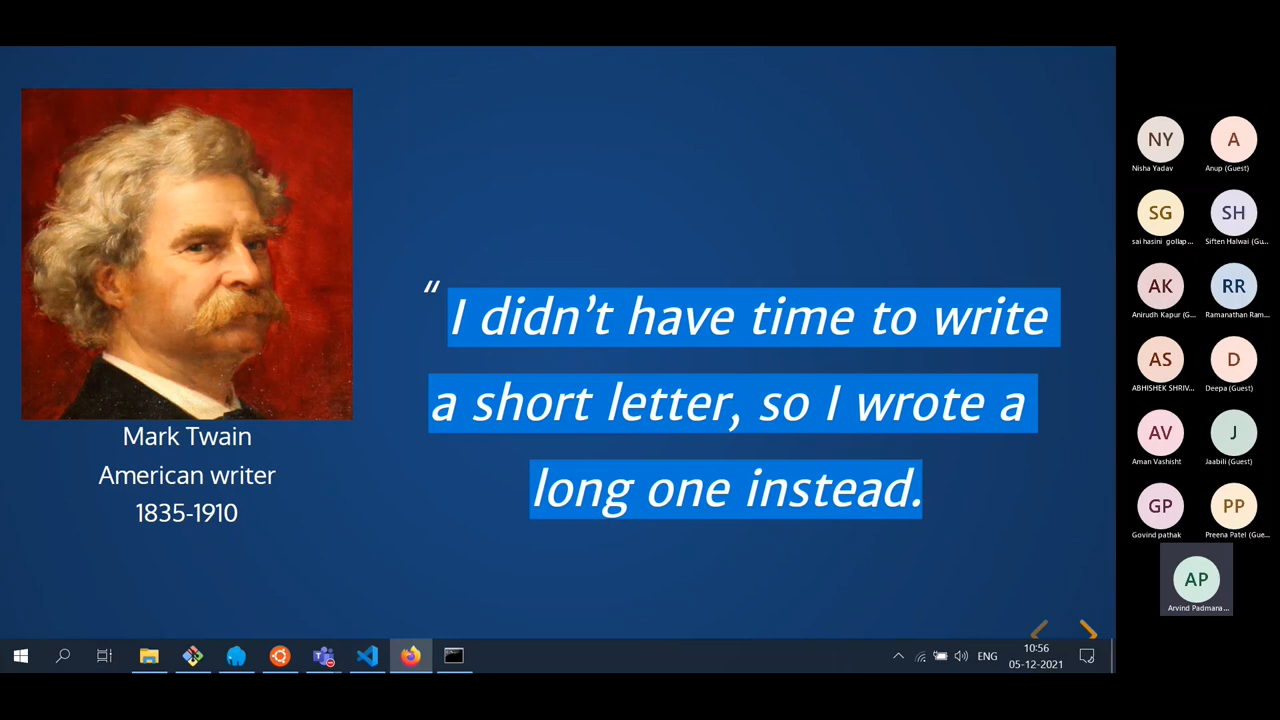 Mark Twain
American writer
1835-1910
“ I didn’t have time to write
a short letter, so I wrote a
long one instead.
NY
A
Nisha Yadav
Anup (Guest)
SG
SH
sai hasini gollap...
Siften Halwai (Gu...
AK
RR
Anirudh Kapur (G...
Ramanathan Ram...
AS
D
ABHISHEK SHRIV...
Deepa (Guest)
AV
J
Aman Vashisht
Jaabili (Guest)
GP
PP
Govind pathak
Preena Patel (Gue...
AP
Arvind Padmana...
ENG
10:56
05-12-2021